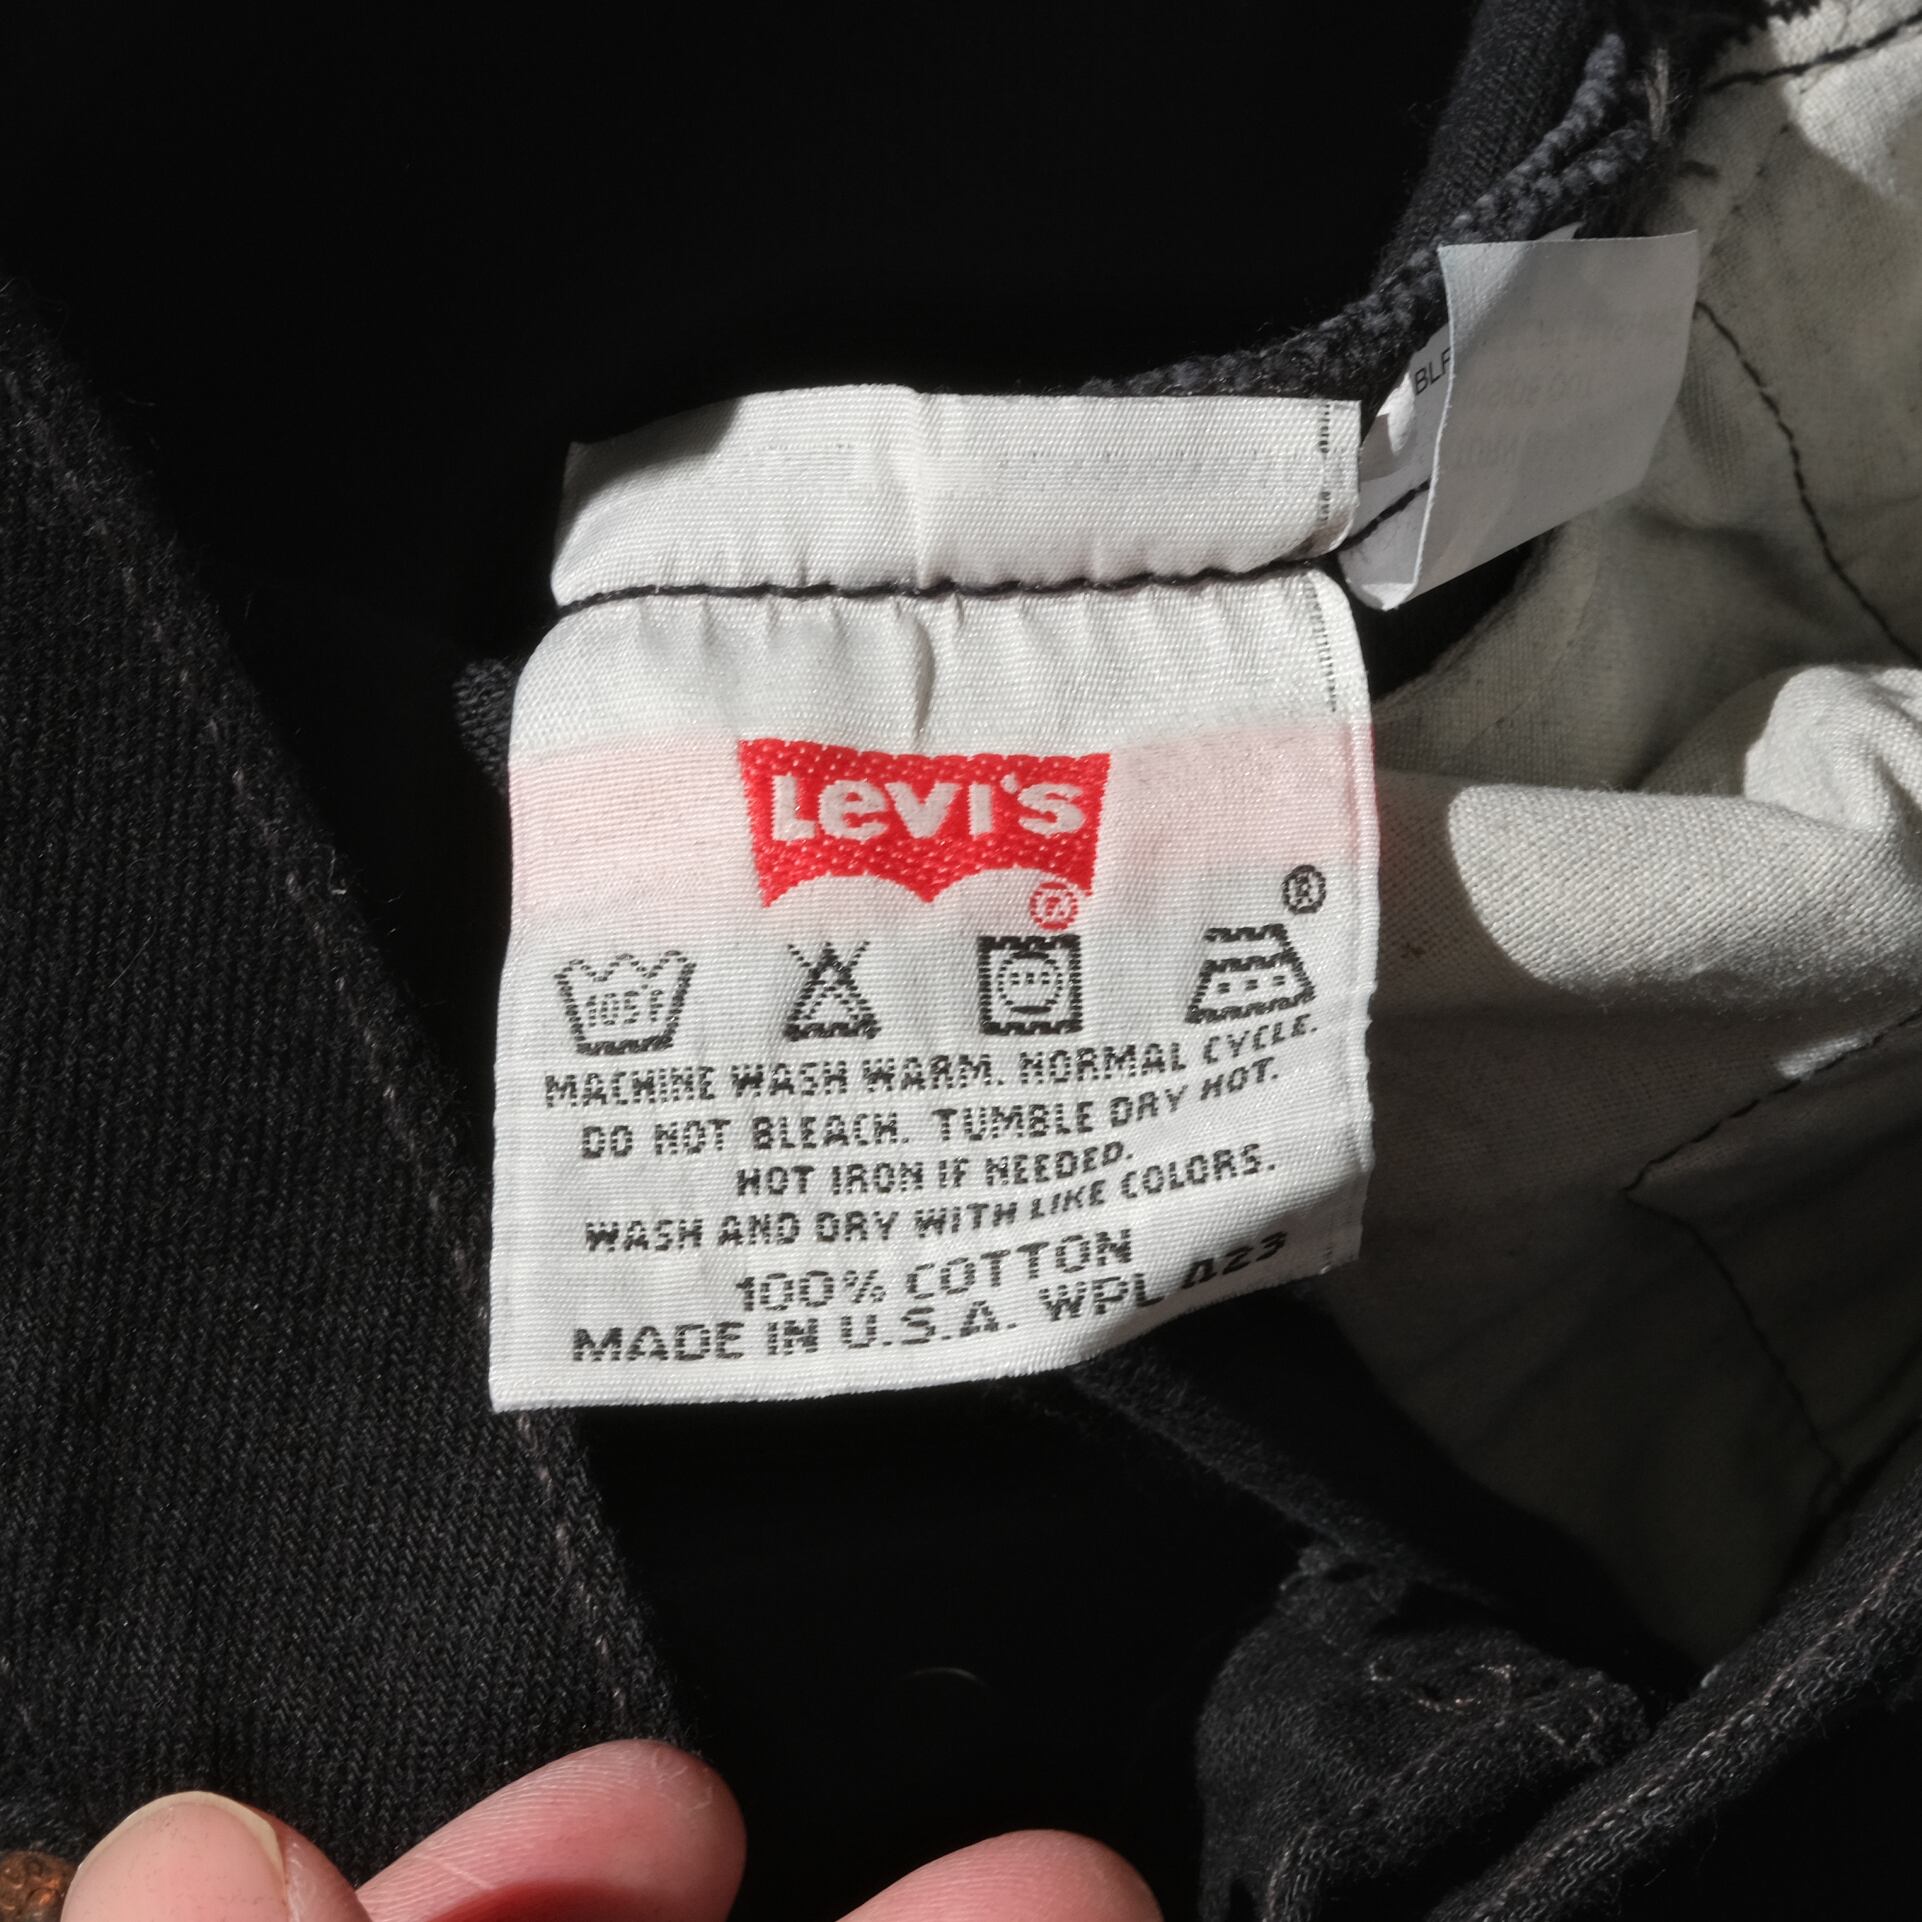 BLF
Levi's ®
®
105°F
MACHINE WASH WARM. NORMAL CYCLE.
DO NOT BLEACH. TUMBLE DRY HOT.
HOT IRON IF NEEDED.
WASH AND DRY WITH LIKE COLORS.
100% COTTON
MADE IN U.S.A. WPL 423